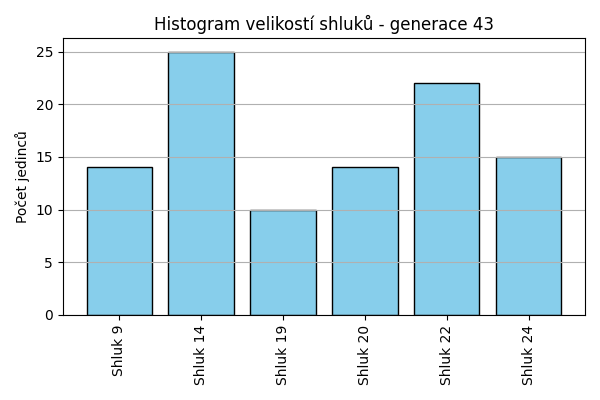 Histogram velikostí shluků - generace 43
Počet jedinců
25
20
15
10
5
0
Shluk 9
Shluk 14
Shluk 19
Shluk 20
Shluk 22
Shluk 24